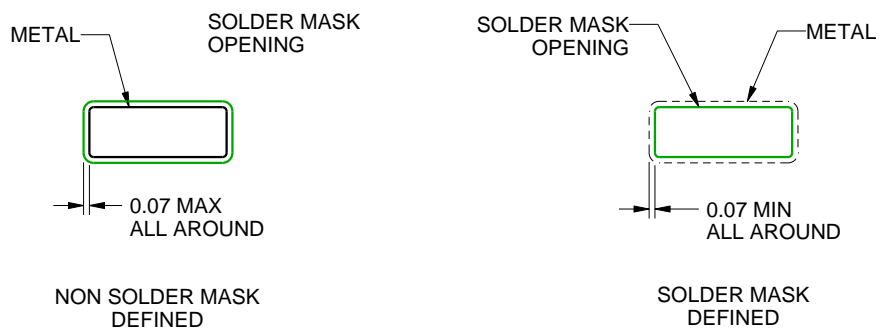 METAL
SOLDER MASK
OPENING
0.07 MAX
ALL AROUND
NON SOLDER MASK
DEFINED
SOLDER MASK
OPENING
METAL
0.07 MIN
ALL AROUND
SOLDER MASK
DEFINED